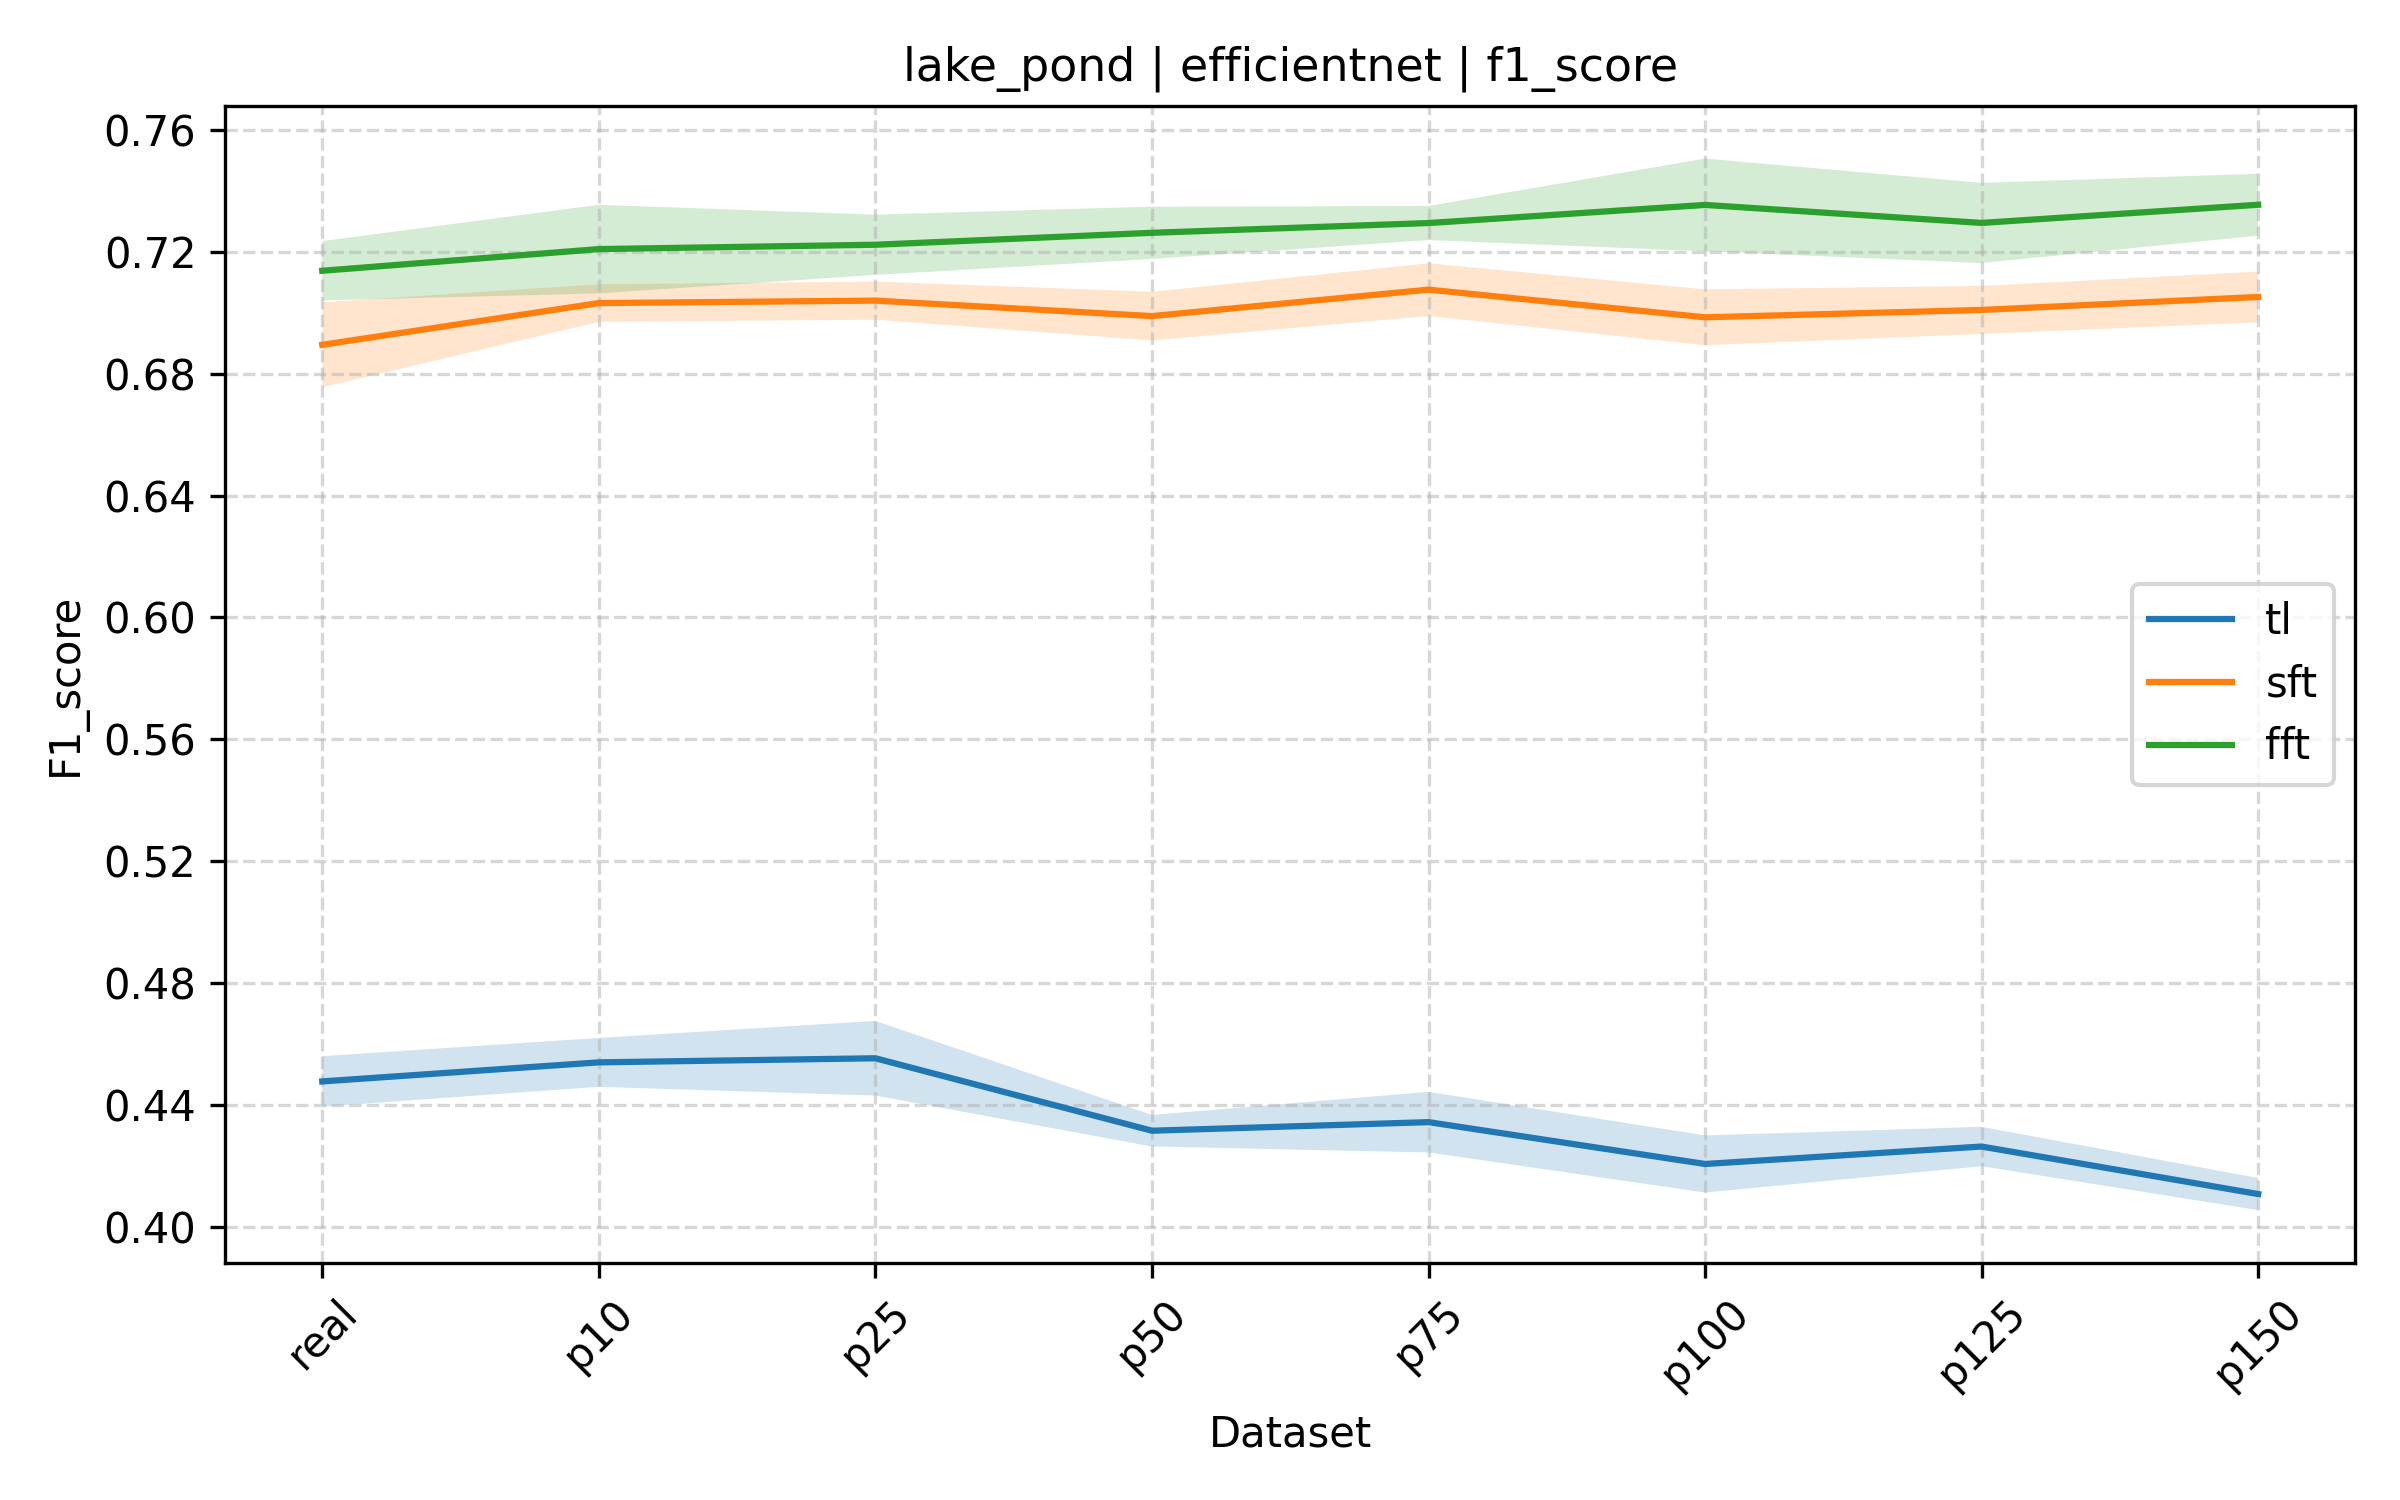 lake_pond | efficientnet | f1_score
F1_score
0.76
0.72
0.68
0.64
0.60
0.56
0.52
0.48
0.44
0.40
tl
sft
fft
real
p10
p25
p50
p75
p100
p125
p150
Dataset